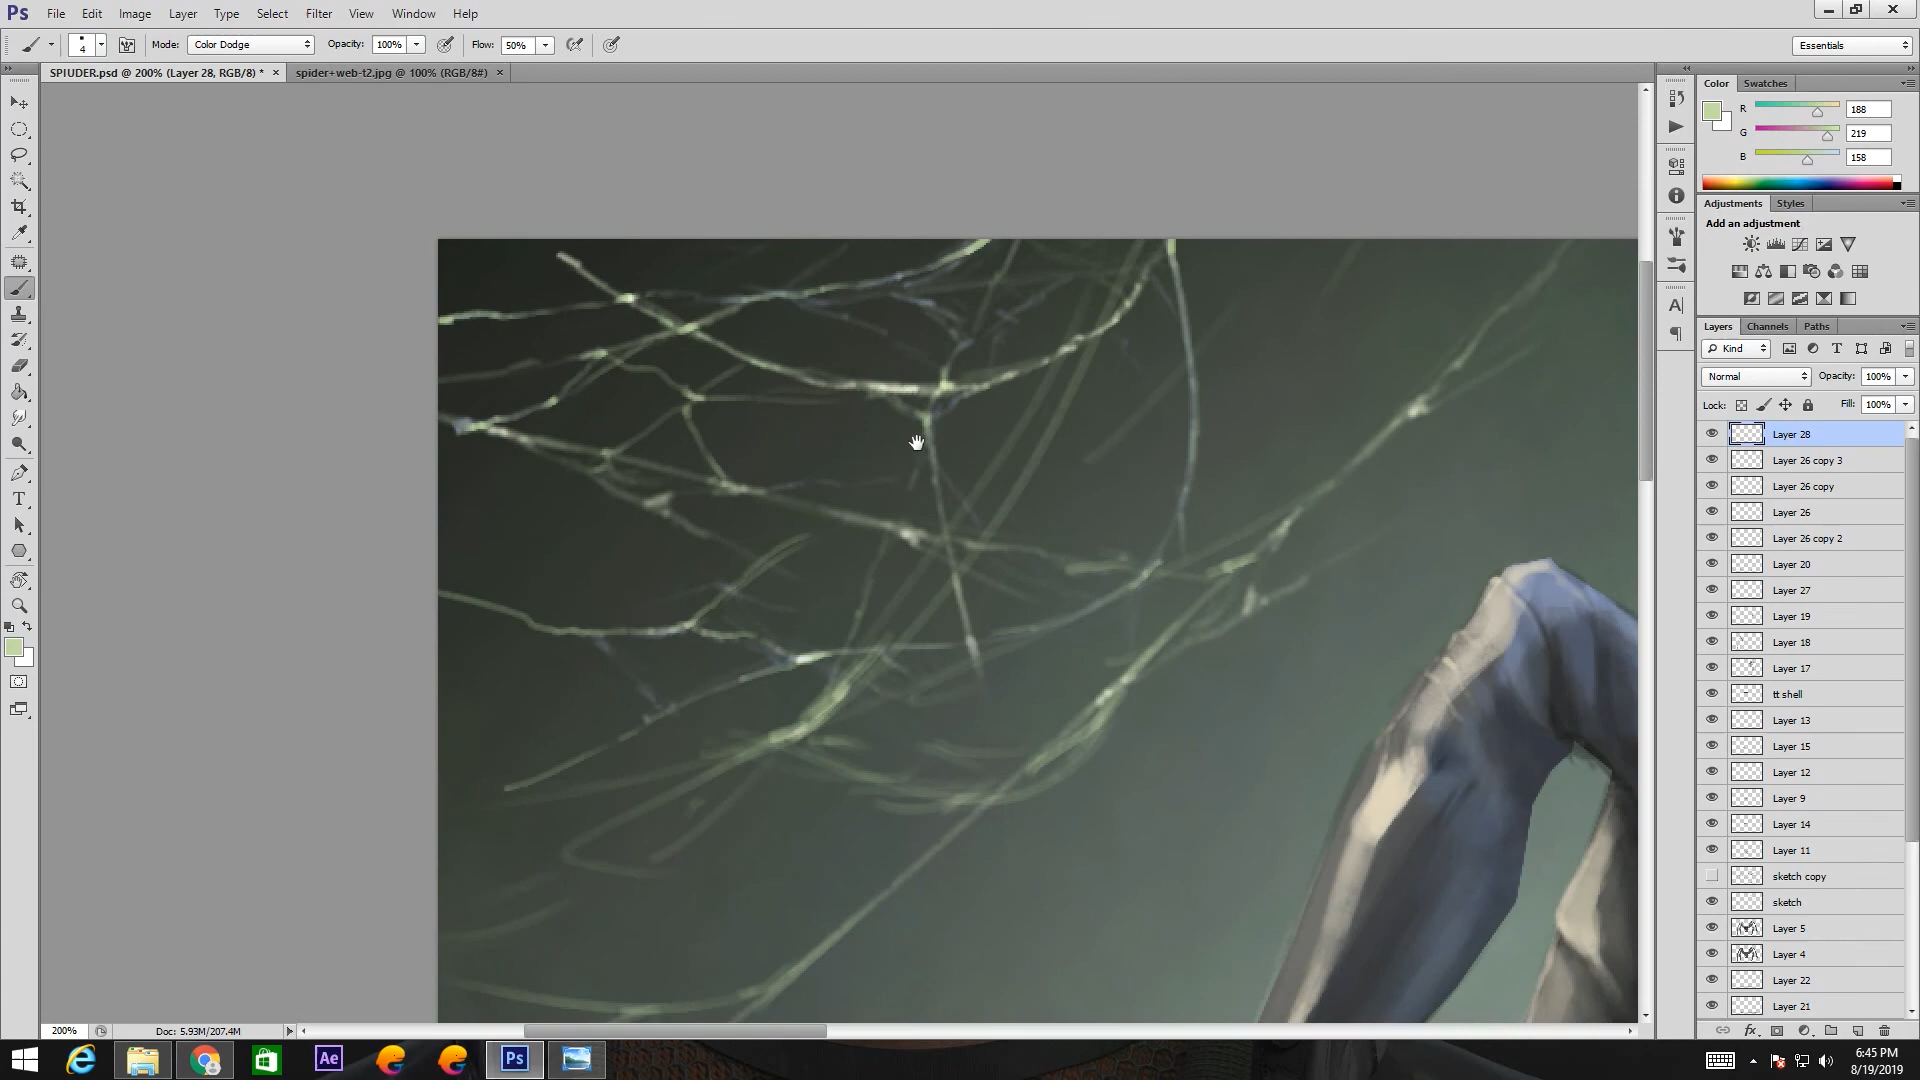 Ps File Edit Image Layer Type Select Filter Analysis View Window Help
4 Mode: Color Dodge Opacity: 100% Flow: 50% Essentials
SPIUDER.psd @ 200% (Layer 28, RGB/8) * × spider+web-t2.jpg @ 100% (RGB/8#) ×
Color Swatches
R 188
G 219
B 158
Adjustments Styles
Add an adjustment
Layers Channels Paths
Kind T
Normal Opacity: 100%
Lock: Fill: 100%
Layer 28
Layer 26 copy 3
Layer 26 copy
Layer 26
Layer 26 copy 2
Layer 20
Layer 27
Layer 19
Layer 18
Layer 17
tt shell
Layer 13
Layer 15
Layer 12
Layer 9
Layer 14
Layer 11
sketch copy
sketch
Layer 5
Layer 4
Layer 22
Layer 21
200% Doc: 5.93M/207.4M fx
Ae Ps
6:45 PM
8/19/2019